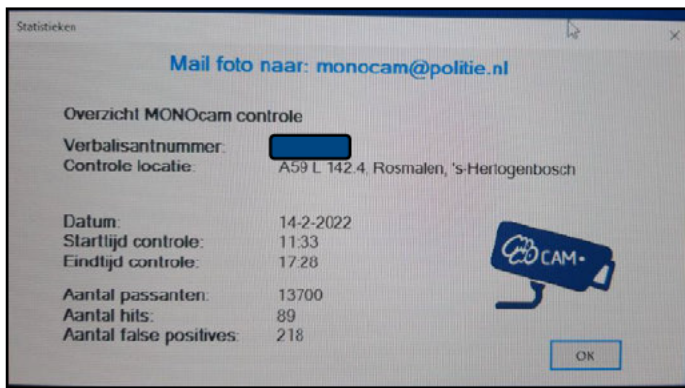 Statistieken
Mail foto naar: monocam@politie.nl
Overzicht MONOcam controle
Verbalisantnummer:
Controle locatie: A59 L 142.4, Rosmalen, 's-Hertogenbosch
Datum: 14-2-2022
Starttijd controle: 11:33
Eindtijd controle: 17:28
Aantal passanten: 13700
Aantal hits: 89
Aantal false positives: 218
CAM
OK